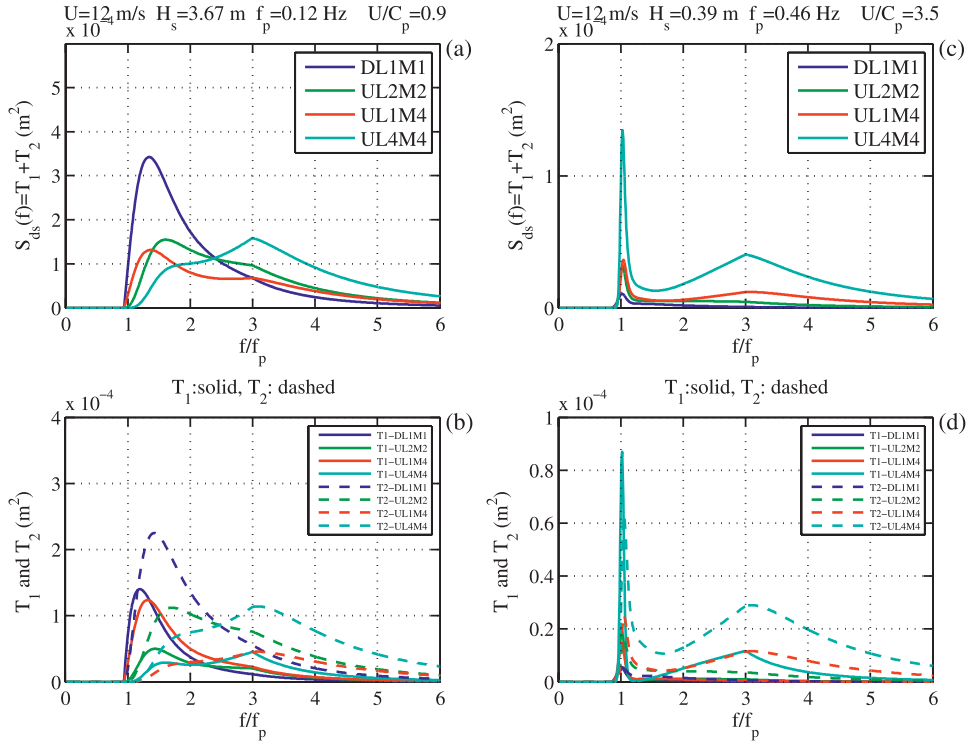 U=12 m/s H_s=3.67 m f_p=0.12 Hz U/C_p=0.9
x 10^-4
(a)
DL1M1
UL2M2
UL1M4
UL4M4
S_ds(f)=T_1+T_2 (m^2)
5
4
3
2
1
0
0 1 2 3 4 5 6
f/f_p
U=12 m/s H_s=0.39 m f_p=0.46 Hz U/C_p=3.5
x 10^-4
(c)
DL1M1
UL2M2
UL1M4
UL4M4
S_ds(f)=T_1+T_2 (m^2)
2
1
0
0 1 2 3 4 5 6
f/f_p
T_1:solid, T_2: dashed
x 10^-4
(b)
T1-DL1M1
T1-UL2M2
T1-UL1M4
T1-UL4M4
T2-DL1M1
T2-UL2M2
T2-UL1M4
T2-UL4M4
T_1 and T_2 (m^2)
4
3
2
1
0
0 1 2 3 4 5 6
f/f_p
T_1:solid, T_2: dashed
x 10^-4
(d)
T1-DL1M1
T1-UL2M2
T1-UL1M4
T1-UL4M4
T2-DL1M1
T2-UL2M2
T2-UL1M4
T2-UL4M4
T_1 and T_2 (m^2)
1
0.8
0.6
0.4
0.2
0
0 1 2 3 4 5 6
f/f_p